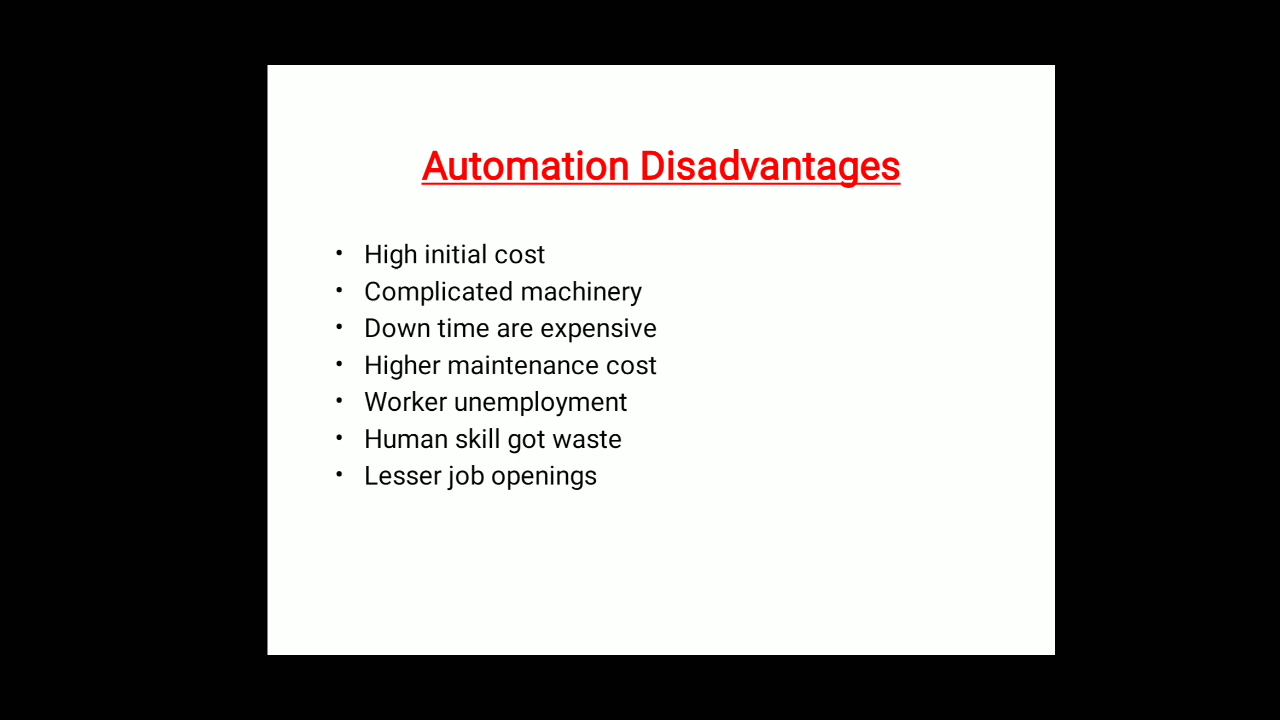 Automation Disadvantages
• High initial cost
• Complicated machinery
• Down time are expensive
• Higher maintenance cost
• Worker unemployment
• Human skill got waste
• Lesser job openings